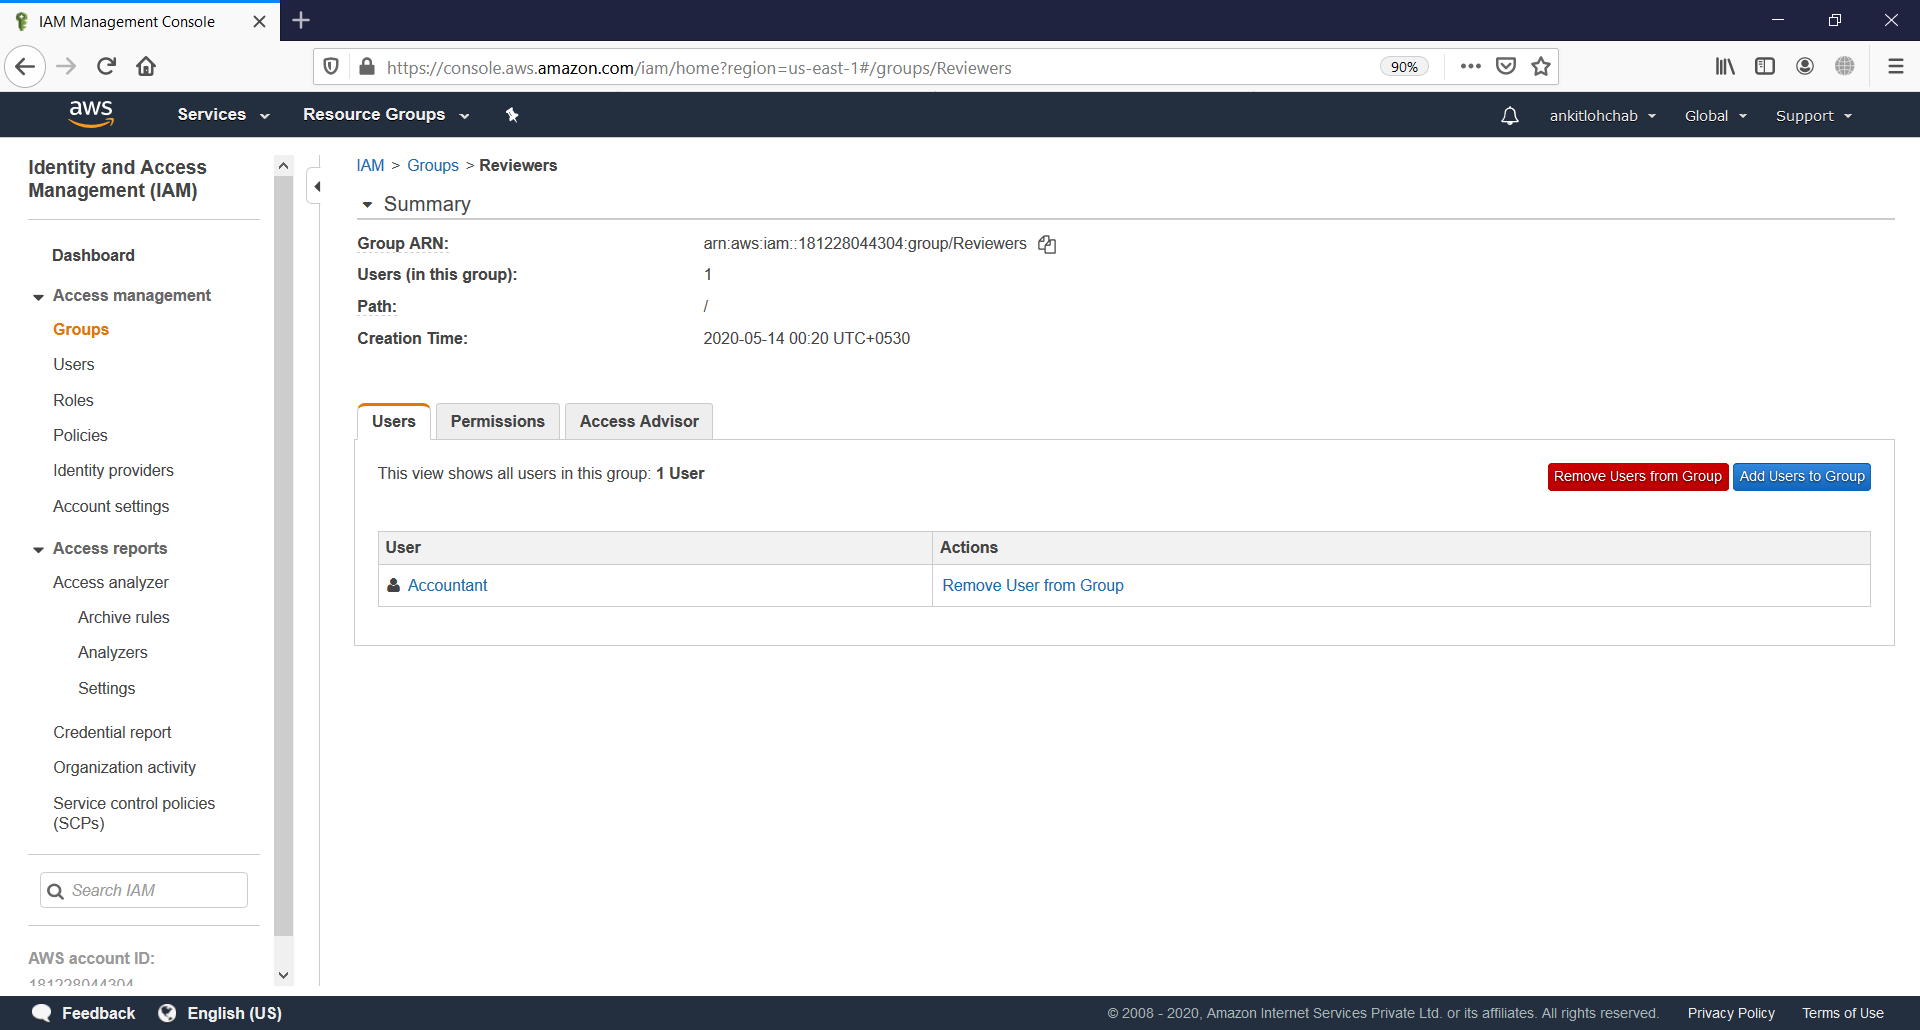 IAM Management Console
https://console.aws.amazon.com/iam/home?region=us-east-1#/groups/Reviewers
90%
aws
Services
Resource Groups
ankitlohchab
Global
Support
Identity and Access
Management (IAM)
Dashboard
Access management
Groups
Users
Roles
Policies
Identity providers
Account settings
Access reports
Access analyzer
Archive rules
Analyzers
Settings
Credential report
Organization activity
Service control policies
(SCPs)
Search IAM
AWS account ID:
181228044304
IAM > Groups > Reviewers
Summary
Group ARN: arn:aws:iam::181228044304:group/Reviewers
Users (in this group): 1
Path: /
Creation Time: 2020-05-14 00:20 UTC+0530
Users
Permissions
Access Advisor
This view shows all users in this group: 1 User
Remove Users from Group
Add Users to Group
User
Actions
Accountant
Remove User from Group
Feedback
English (US)
© 2008 - 2020, Amazon Internet Services Private Ltd. or its affiliates. All rights reserved.
Privacy Policy
Terms of Use